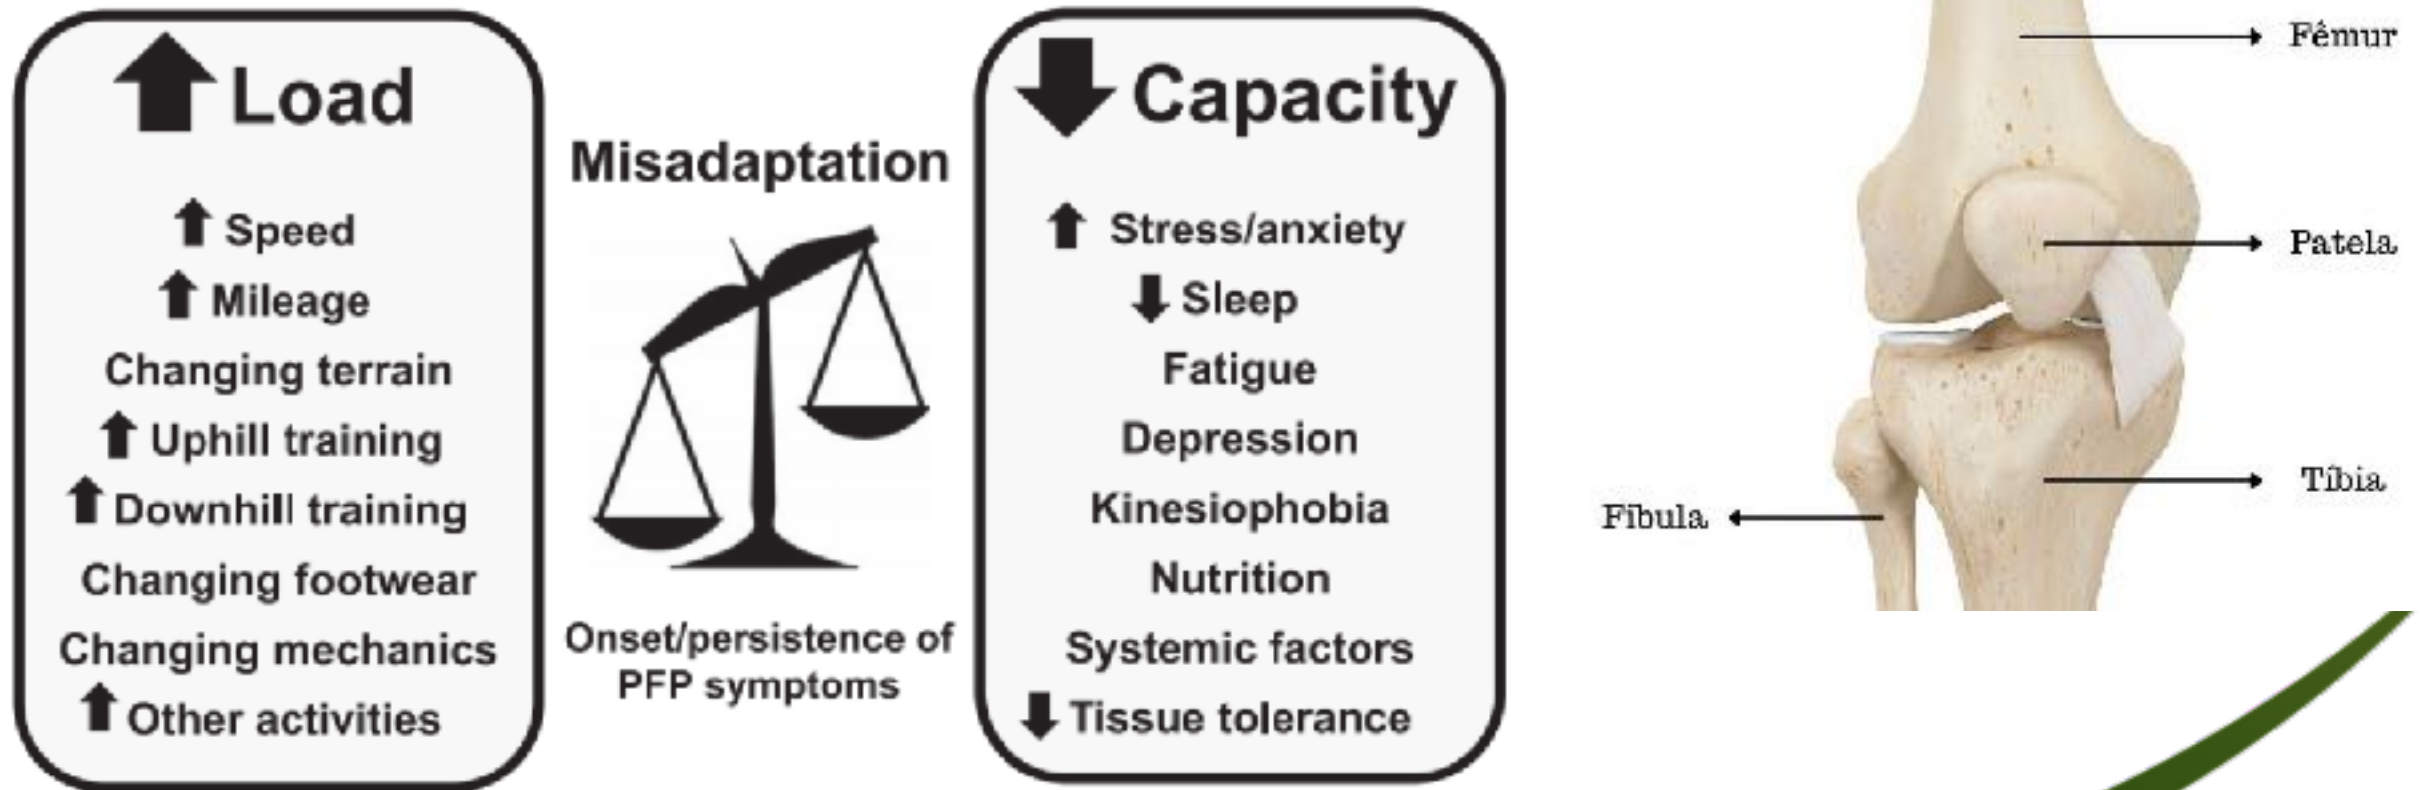 Load
Speed
Mileage
Changing terrain
Uphill training
Downhill training
Changing footwear
Changing mechanics
Other activities
Misadaptation
Onset/persistence of
PFP symptoms
Capacity
Stress/anxiety
Sleep
Fatigue
Depression
Kinesiophobia
Nutrition
Systemic factors
Tissue tolerance
Fêmur
Patela
Tíbia
Fíbula